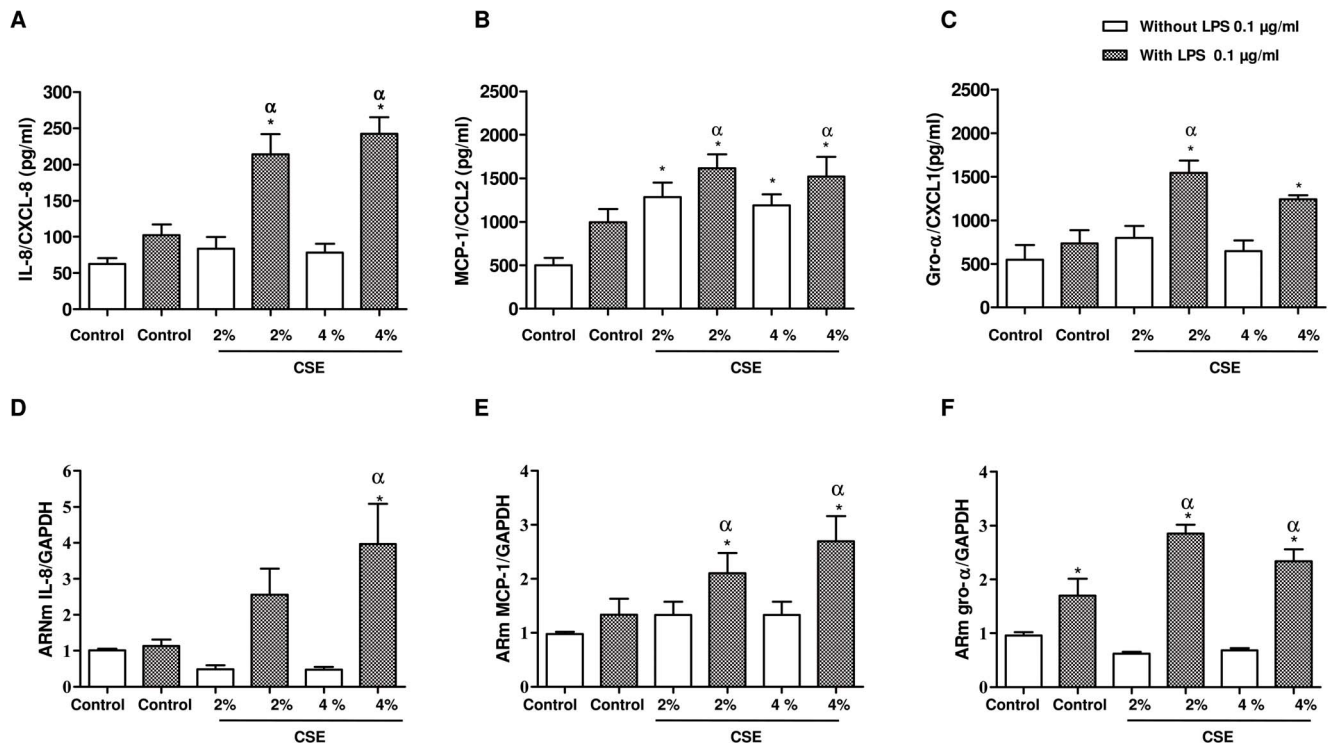 A
B
C
Without LPS 0.1 µg/ml
With LPS 0.1 µg/ml
IL-8/CXCL-8 (pg/ml)
300
250
200
150
100
50
0
α
*
α
*
Control Control 2% 2% 4 % 4%
CSE
MCP-1/CCL2 (pg/ml)
2500
2000
1500
1000
500
0
*
α
*
*
α
*
Control Control 2% 2% 4 % 4%
CSE
Gro-α/CXCL1(pg/ml)
2500
2000
1500
1000
500
0
α
*
*
Control Control 2% 2% 4 % 4%
CSE
D
E
F
ARNm IL-8/GAPDH
6
5
4
3
2
1
0
α
*
Control Control 2% 2% 4 % 4%
CSE
ARm MCP-1/GAPDH
4
3
2
1
0
α
*
α
*
Control Control 2% 2% 4 % 4%
CSE
ARm gro-α/GAPDH
4
3
2
1
0
*
α
*
α
*
Control Control 2% 2% 4 % 4%
CSE